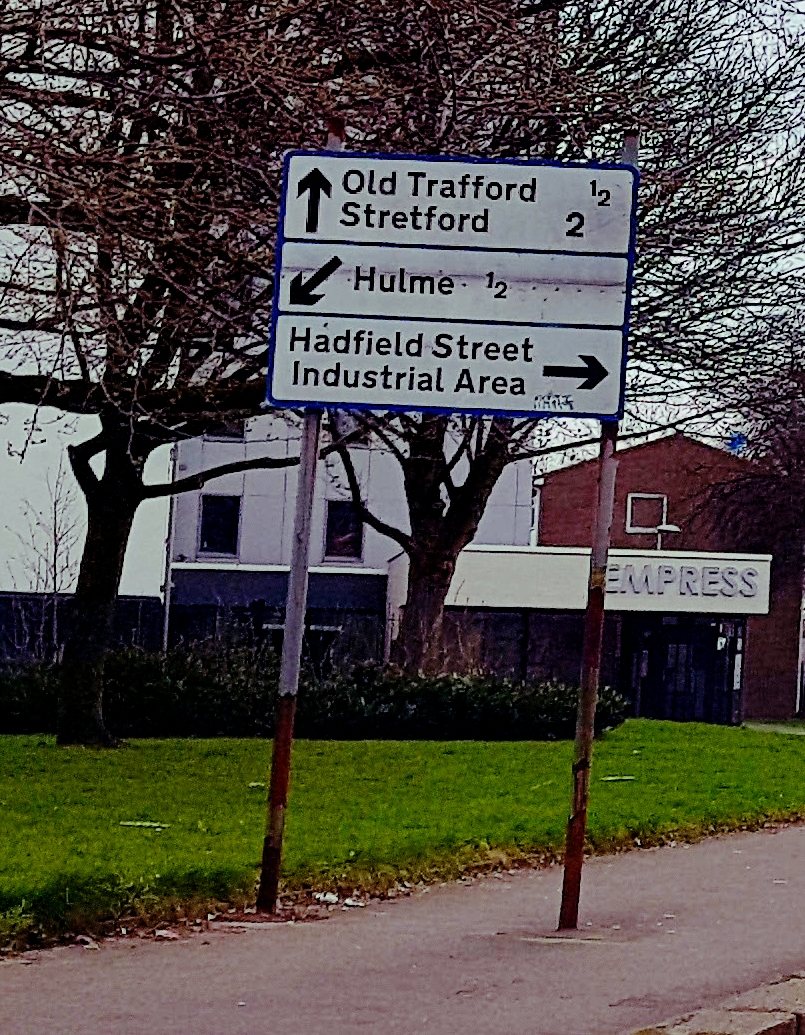 Old Trafford ½
Stretford 2
Hulme ½
Hadfield Street
Industrial Area
EMPRESS